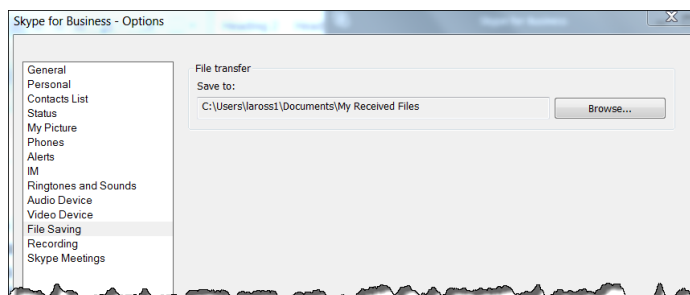 Skype for Business - Options
General
Personal
Contacts List
Status
My Picture
Phones
Alerts
IM
Ringtones and Sounds
Audio Device
Video Device
File Saving
Recording
Skype Meetings
File transfer
Save to:
C:\Users\laross1\Documents\My Received Files
Browse...